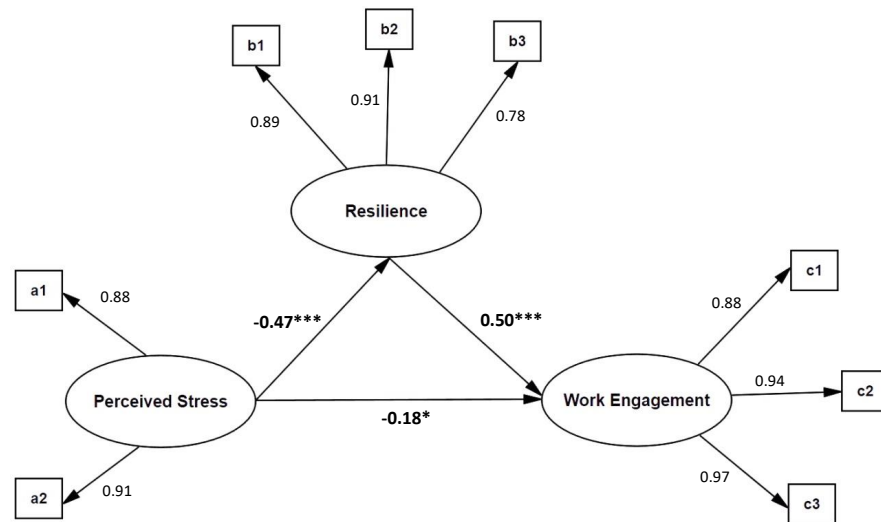 b1
b2
b3
0.89
0.91
0.78
Resilience
a1
0.88
-0.47***
0.50***
c1
0.88
Perceived Stress
-0.18*
Work Engagement
0.94
c2
a2
0.91
0.97
c3